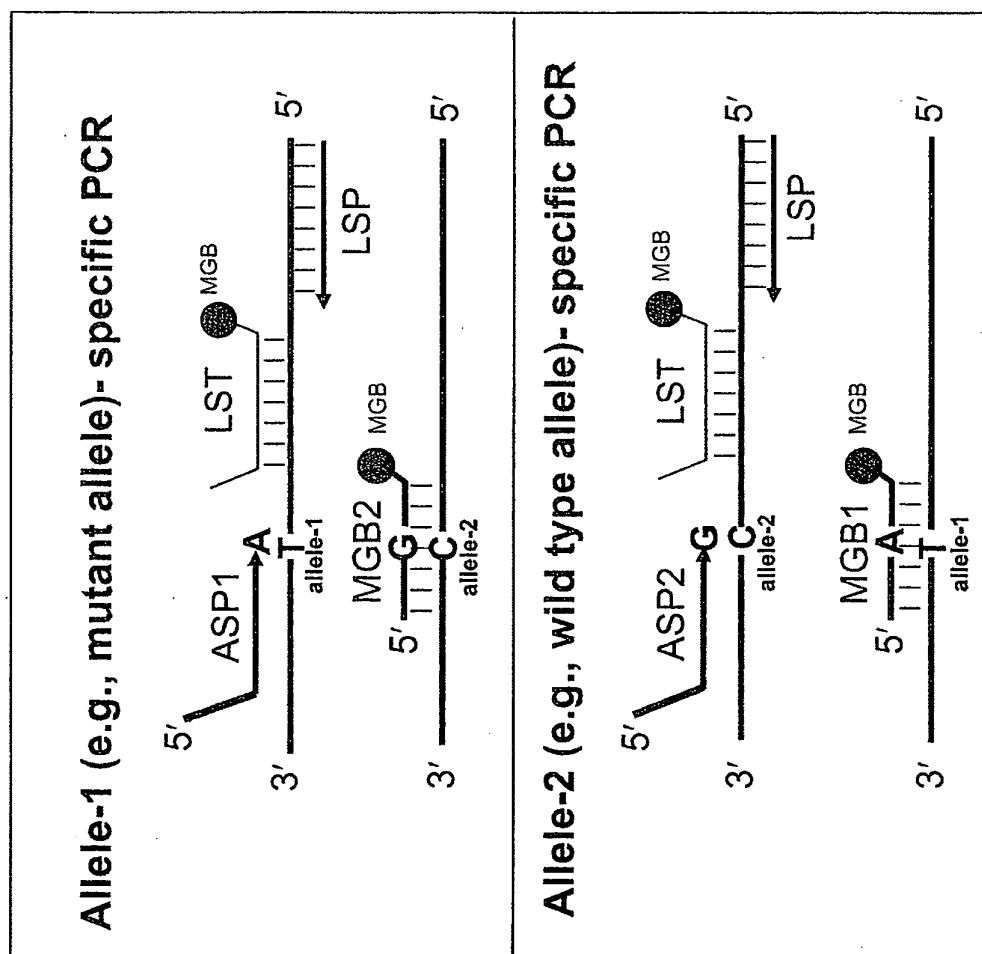 Allele-1 (e.g., mutant allele)- specific PCR
5'
ASP1
A
LST
MGB
3'
T
allele-1
5'
LSP
MGB2
MGB
5'
G
3'
C
allele-2
5'
Allele-2 (e.g., wild type allele)- specific PCR
5'
ASP2
G
LST
MGB
3'
C
allele-2
5'
LSP
MGB1
MGB
5'
A
3'
T
allele-1
5'